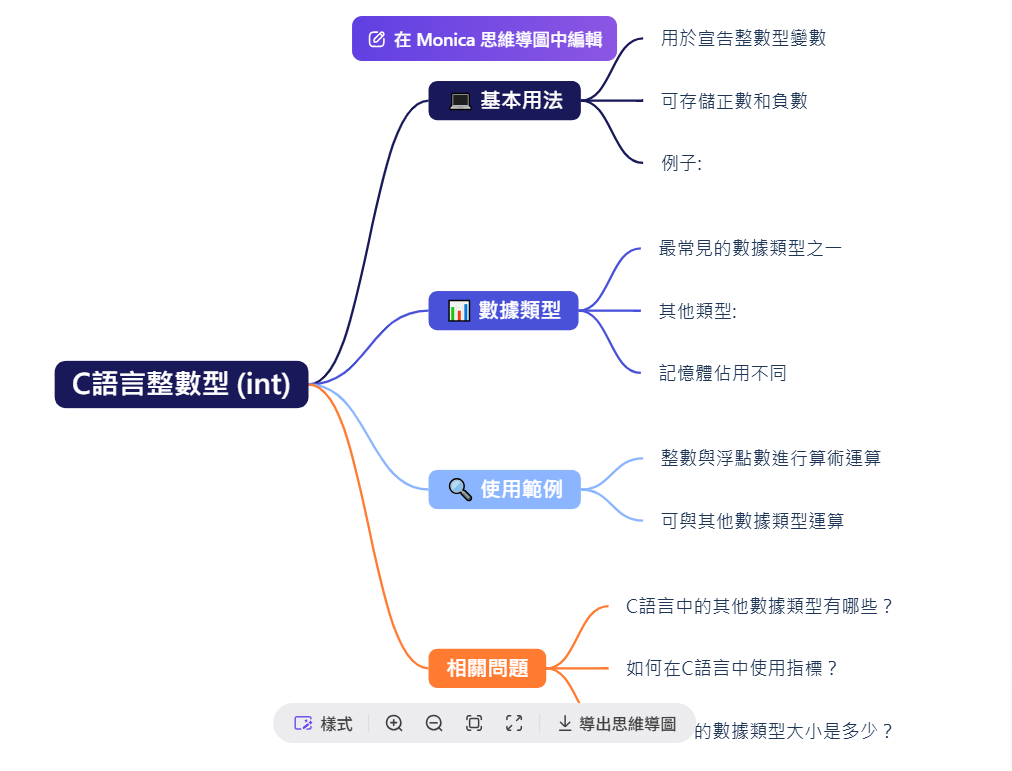 在 Monica 思維導圖中編輯
用於宣告整數型變數
基本用法
可存儲正數和負數
例子:
最常見的數據類型之一
數據類型
其他類型:
記憶體佔用不同
C語言整數型 (int)
整數與浮點數進行算術運算
使用範例
可與其他數據類型運算
C語言中的其他數據類型有哪些？
相關問題
如何在C語言中使用指標？
樣式
導出思維導圖
的數據類型大小是多少？